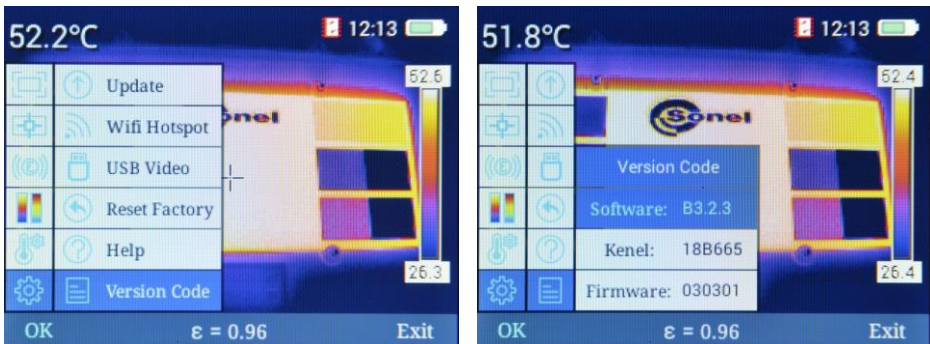 52.2°C
12:13
Update
Wifi Hotspot
USB Video
Reset Factory
Help
Version Code
52.6
26.3
OK
ε = 0.96
Exit
51.8°C
12:13
Sonel
Version Code
Software: B3.2.3
Kenel: 18B665
Firmware: 030301
52.4
26.4
OK
ε = 0.96
Exit